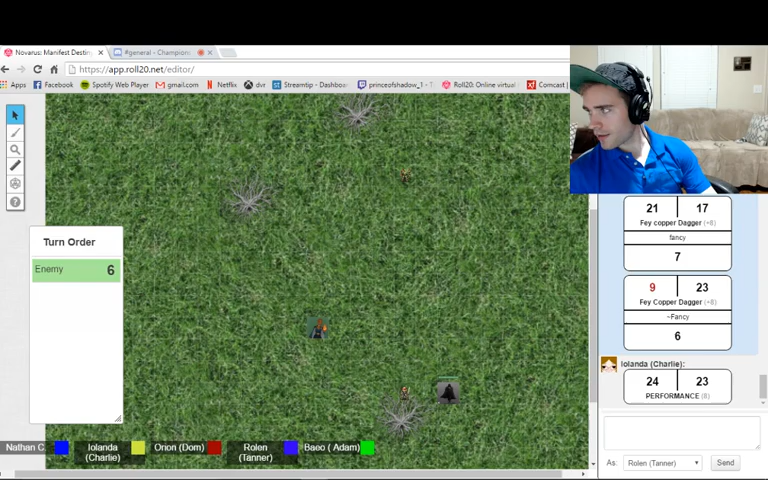 Novarus: Manifest Destin
#general - Champions
https://app.roll20.net/editor/
Apps
Facebook
Spotify Web Player
gmail.com
Netflix
Streamtip - Dashboa
princeofshadow_1 - T
Roll20: Online virtual
Comcast
21 17
Fey copper Dagger (+8)
fancy
7
Turn Order
Enemy 6
9 23
Fey Copper Dagger (+8)
~Fancy
6
Iolanda (Charlie):
24 23
PERFORMANCE (8)
Nathan C.
Iolanda
(Charlie)
Orion (Dom)
Rolen
(Tanner)
Baeo ( Adam)
As:
Rolen (Tanner)
Send